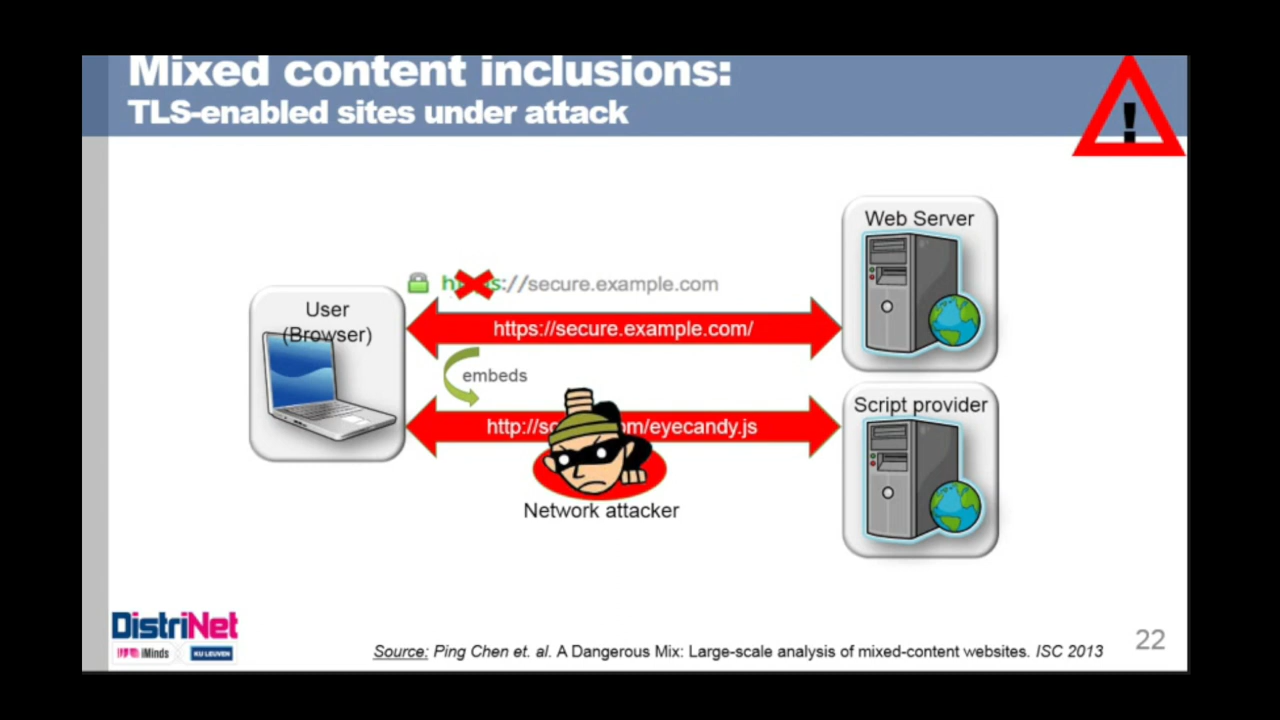 Mixed content inclusions:
TLS-enabled sites under attack
!
Web Server
https://secure.example.com
User
(Browser)
https://secure.example.com/
embeds
Script provider
http://sc om/eyecandy.js
Network attacker
DistriNet
iMinds
KU LEUVEN
Source: Ping Chen et. al. A Dangerous Mix: Large-scale analysis of mixed-content websites. ISC 2013
22